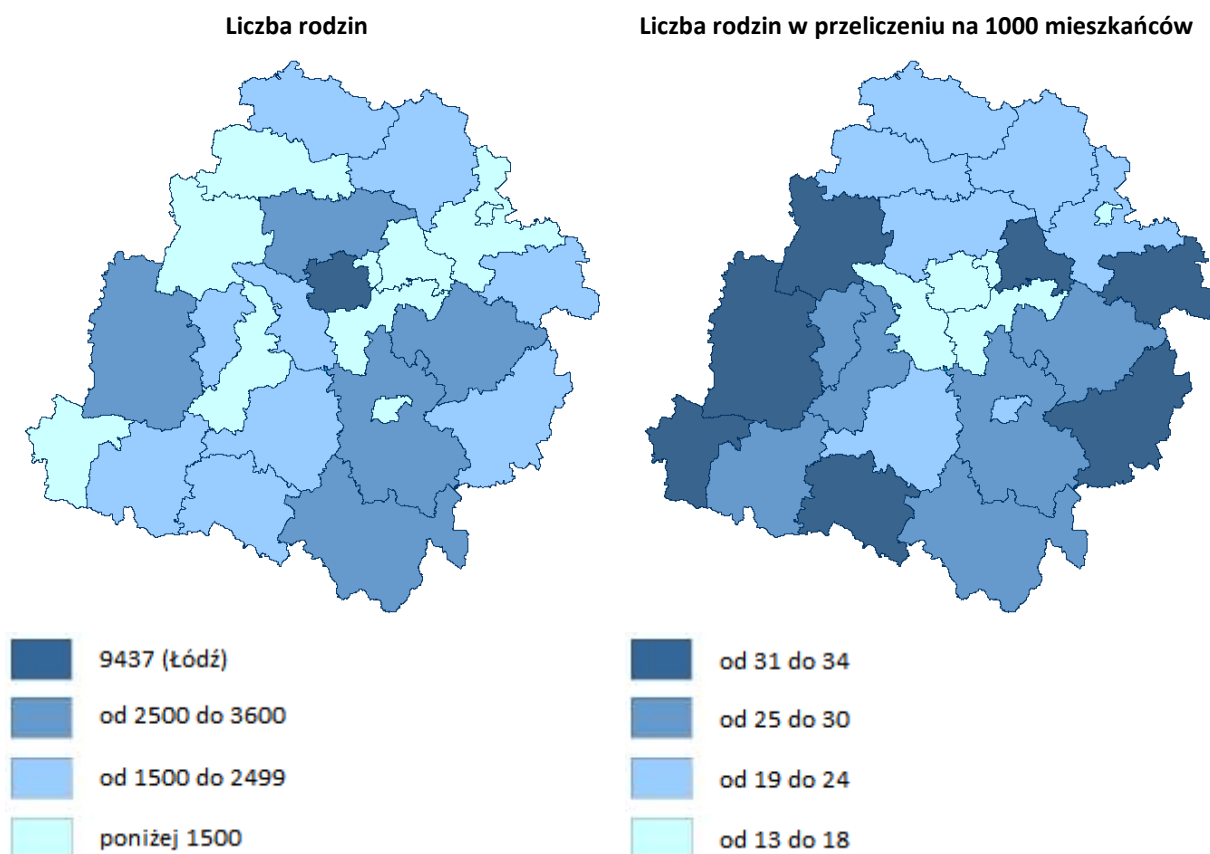 Liczba rodzin
Liczba rodzin w przeliczeniu na 1000 mieszkańców
9437 (Łódź)
od 2500 do 3600
od 1500 do 2499
poniżej 1500
od 31 do 34
od 25 do 30
od 19 do 24
od 13 do 18